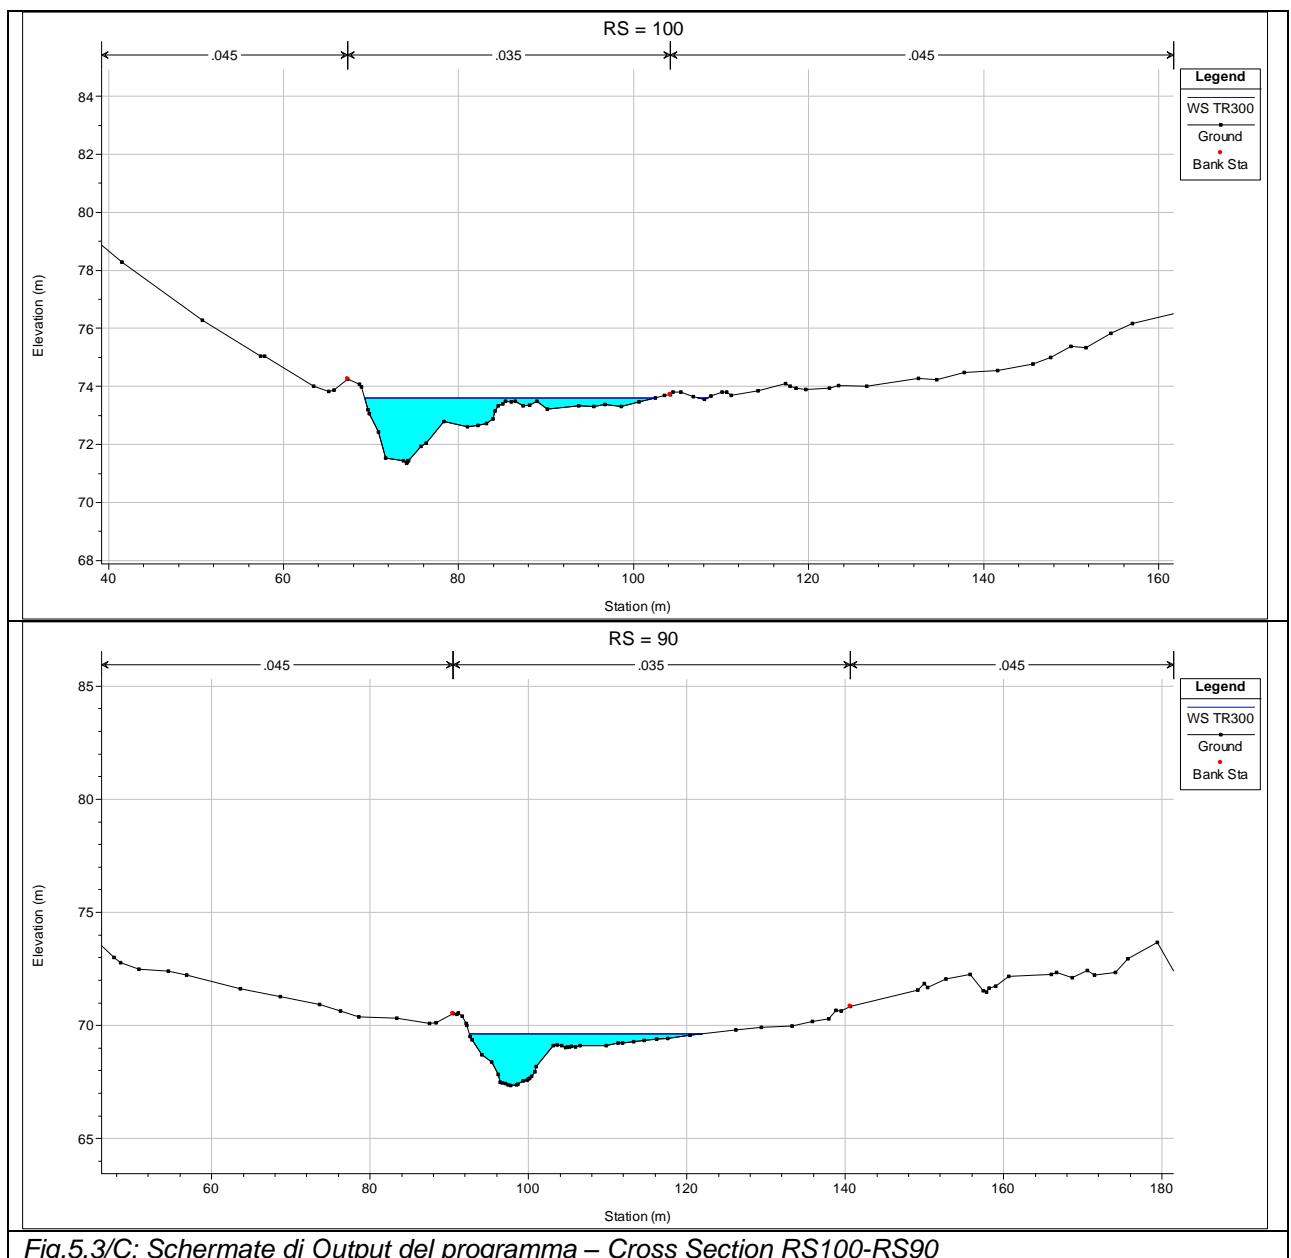 RS = 100
.045 .035 .045
Legend
WS TR300
Ground
Bank Sta
84
82
80
78
76
74
72
70
68
Elevation (m)
40 60 80 100 120 140 160
Station (m)
RS = 90
.045 .035 .045
Legend
WS TR300
Ground
Bank Sta
85
80
75
70
65
Elevation (m)
60 80 100 120 140 160 180
Station (m)
Fig.5.3/C: Schermate di Output del programma – Cross Section RS100-RS90